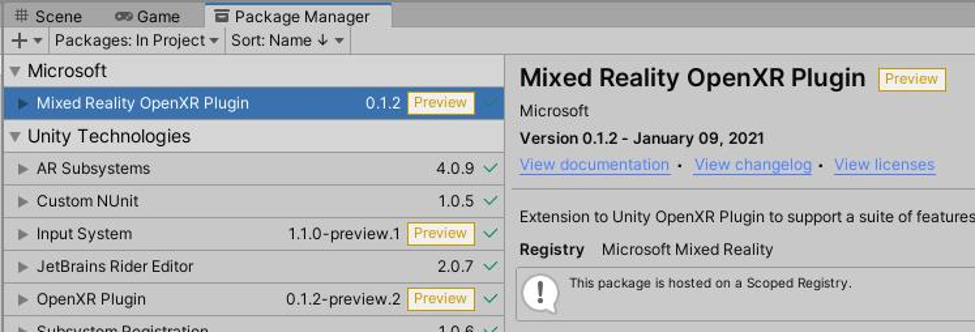 Scene Game Package Manager
Packages: In Project Sort: Name ↓
Microsoft
Mixed Reality OpenXR Plugin 0.1.2 Preview
Unity Technologies
AR Subsystems 4.0.9
Custom NUnit 1.0.5
Input System 1.1.0-preview.1 Preview
JetBrains Rider Editor 2.0.7
OpenXR Plugin 0.1.2-preview.2 Preview
Subsystem Registration 1.0.6
Mixed Reality OpenXR Plugin Preview
Microsoft
Version 0.1.2 - January 09, 2021
View documentation • View changelog • View licenses
Extension to Unity OpenXR Plugin to support a suite of features
Registry Microsoft Mixed Reality
This package is hosted on a Scoped Registry.